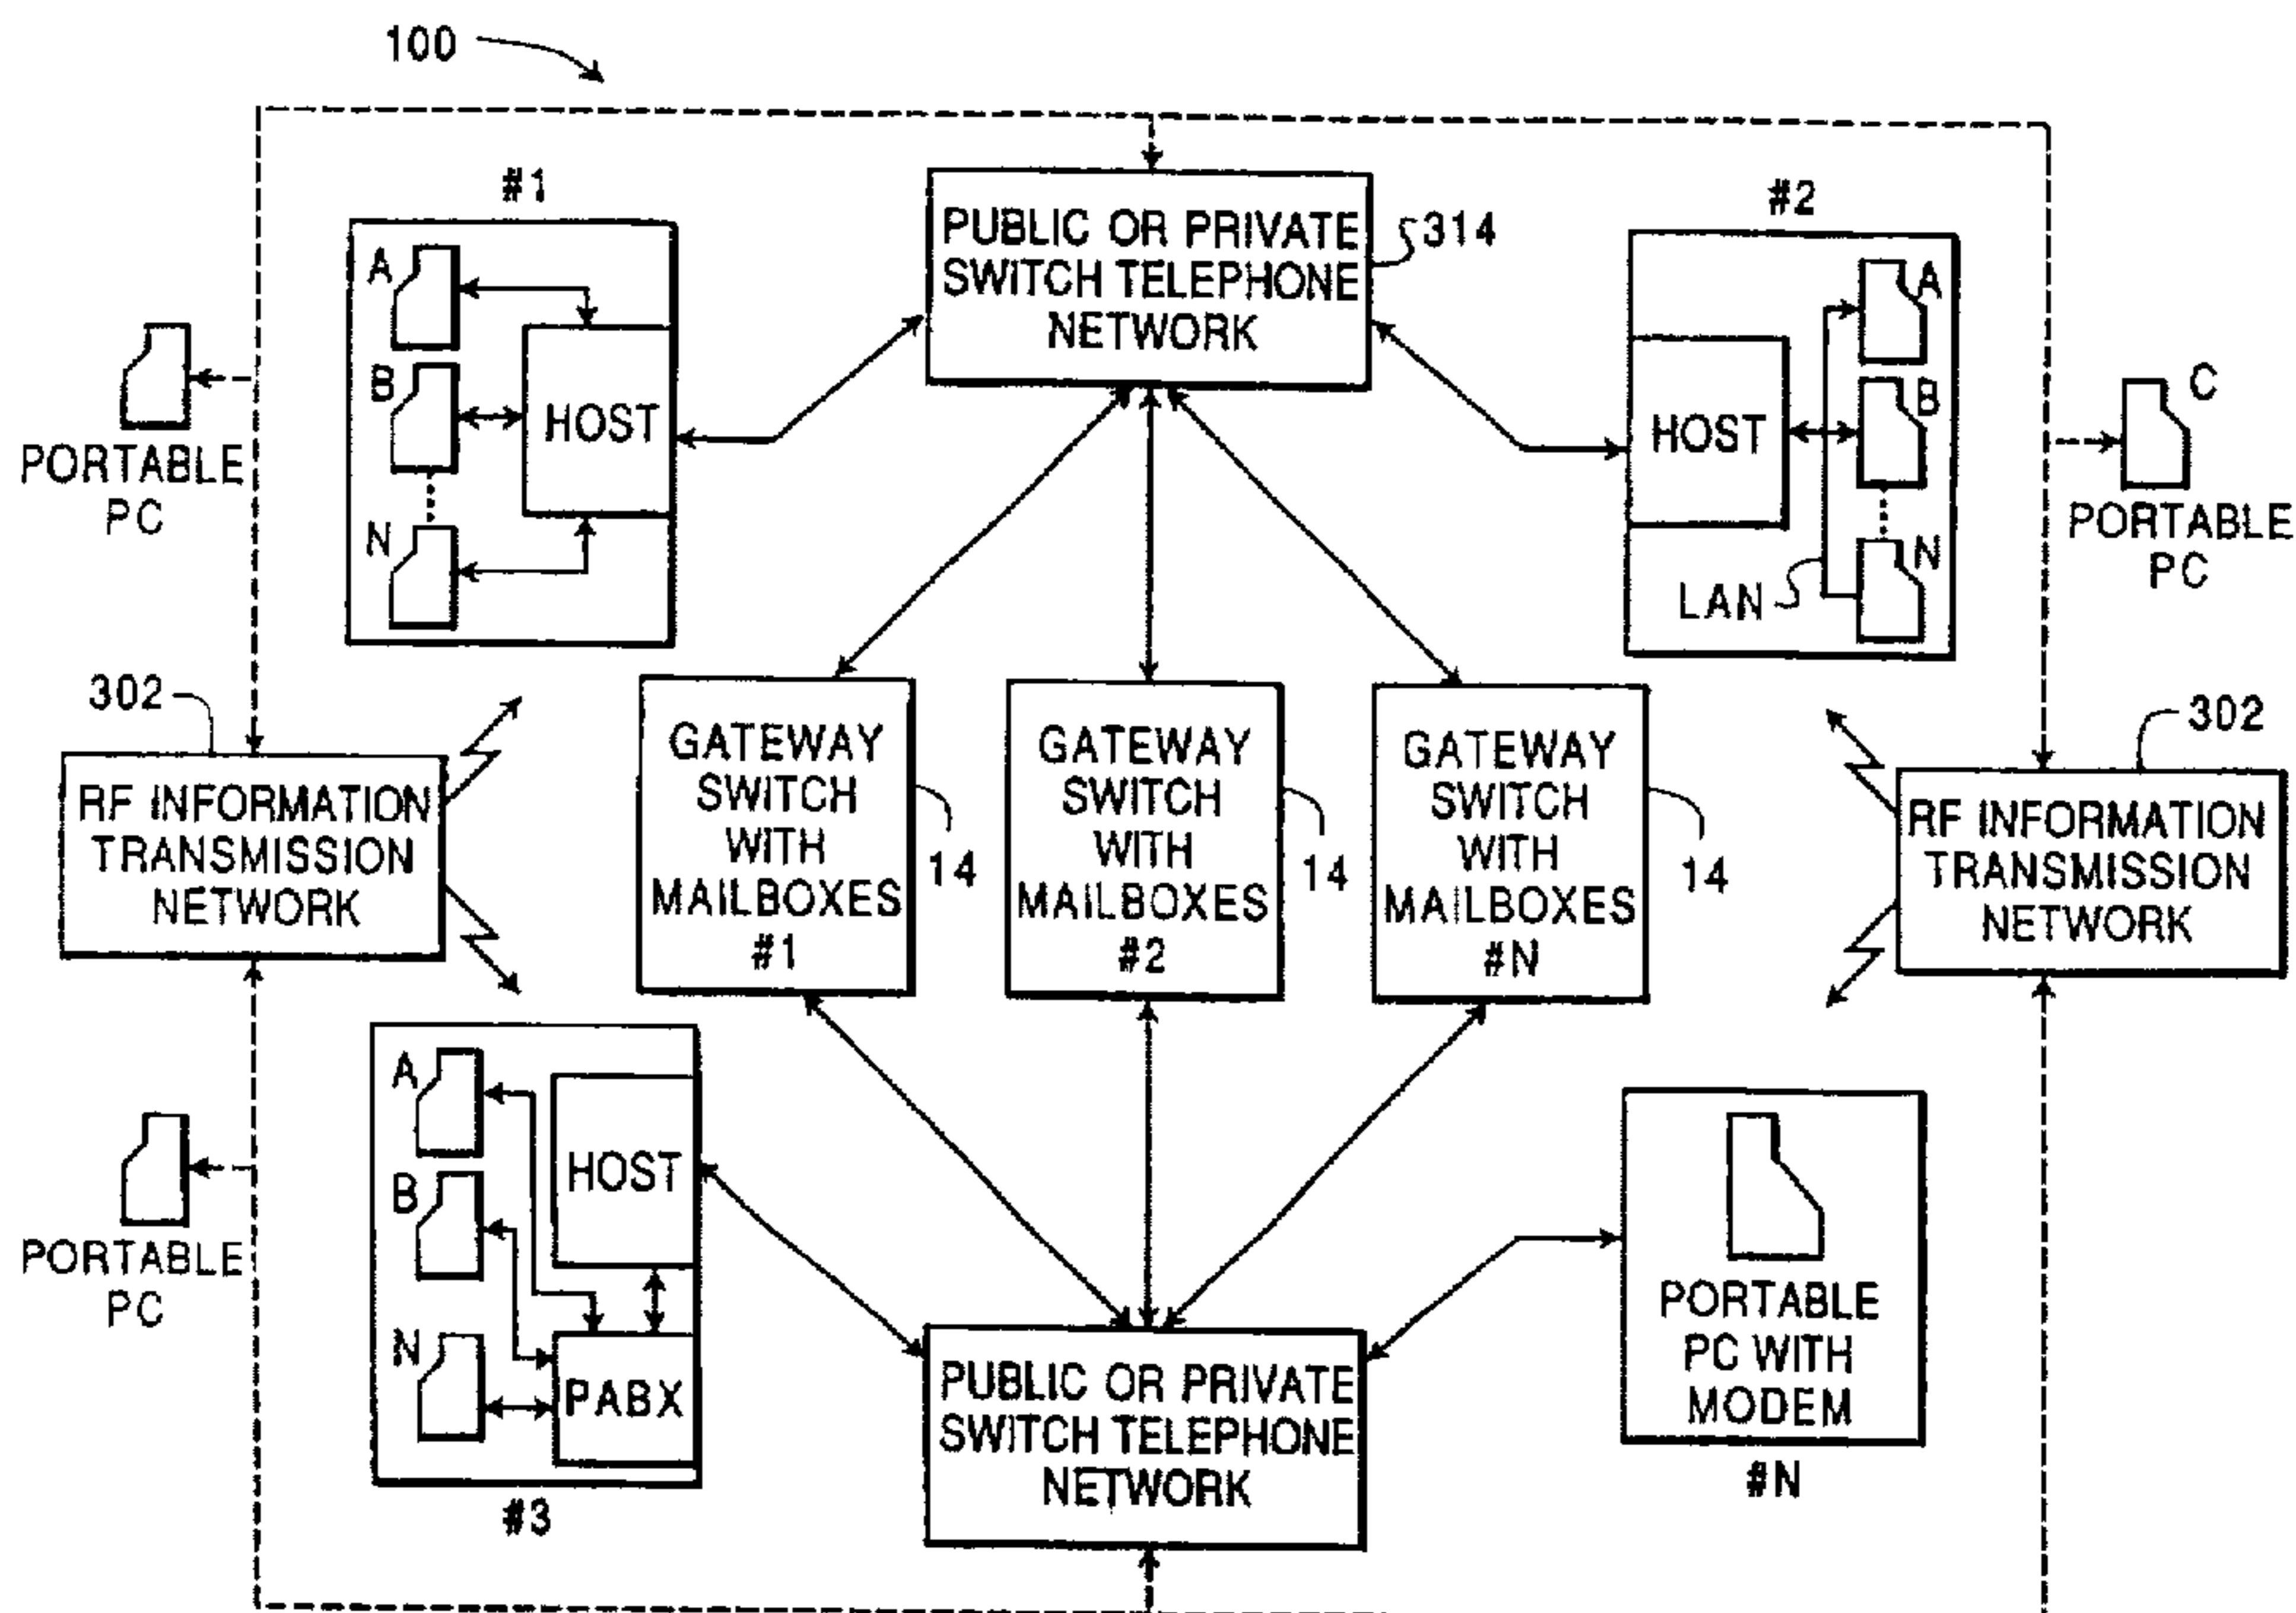 100
#1
A
B
N
HOST
PUBLIC OR PRIVATE
SWITCH TELEPHONE
NETWORK
314
#2
HOST
A
B
N
LAN
PORTABLE
PC
C
PORTABLE
PC
302
RF INFORMATION
TRANSMISSION
NETWORK
GATEWAY
SWITCH
WITH
MAILBOXES
#1
14
GATEWAY
SWITCH
WITH
MAILBOXES
#2
14
GATEWAY
SWITCH
WITH
MAILBOXES
#N
14
302
RF INFORMATION
TRANSMISSION
NETWORK
PORTABLE
PC
A
B
N
HOST
PABX
#3
PUBLIC OR PRIVATE
SWITCH TELEPHONE
NETWORK
PORTABLE
PC WITH
MODEM
#N